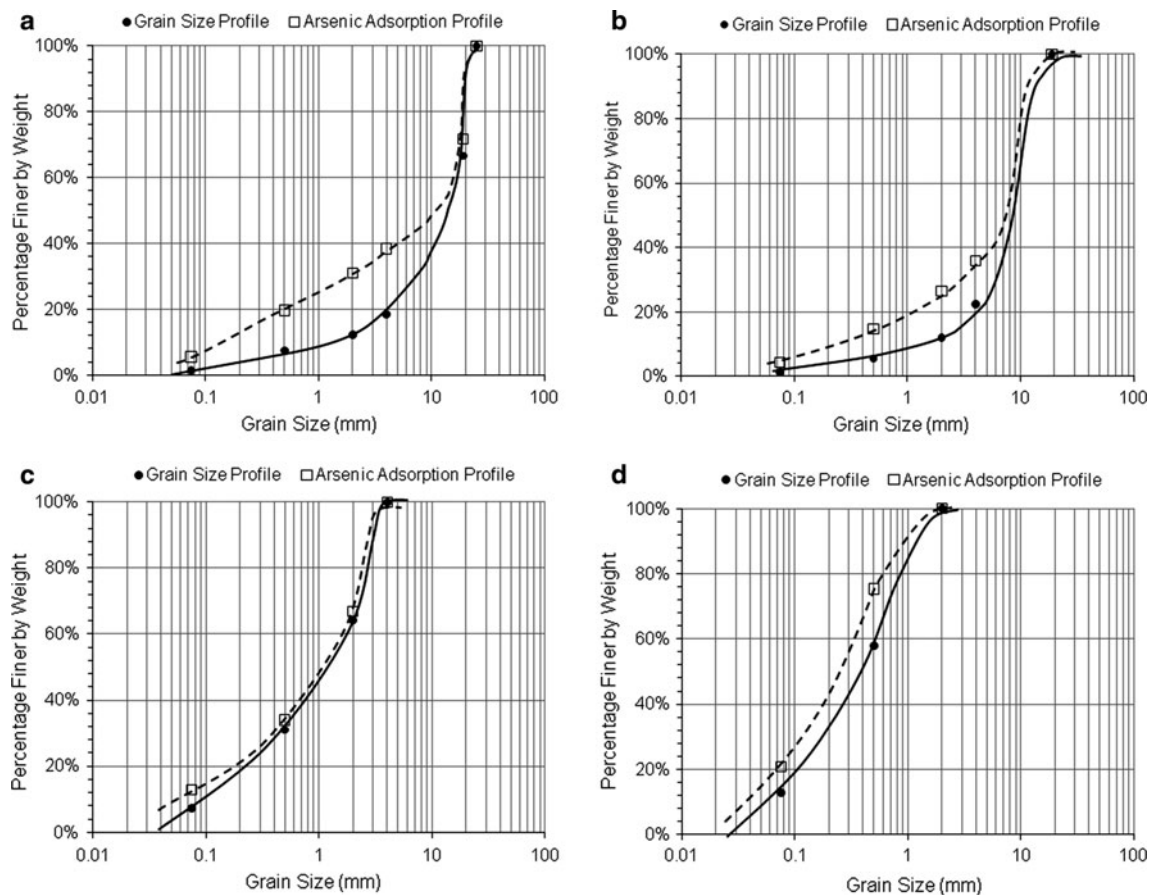 a
Grain Size Profile Arsenic Adsorption Profile
100%
80%
60%
40%
20%
0%
Percentage Finer by Weight
0.01 0.1 1 10 100
Grain Size (mm)
b
Grain Size Profile Arsenic Adsorption Profile
100%
80%
60%
40%
20%
0%
Percentage Finer by Weight
0.01 0.1 1 10 100
Grain Size (mm)
c
Grain Size Profile Arsenic Adsorption Profile
100%
80%
60%
40%
20%
0%
Percentage Finer by Weight
0.01 0.1 1 10 100
Grain Size (mm)
d
Grain Size Profile Arsenic Adsorption Profile
100%
80%
60%
40%
20%
0%
Percentage Finer by Weight
0.01 0.1 1 10 100
Grain Size (mm)